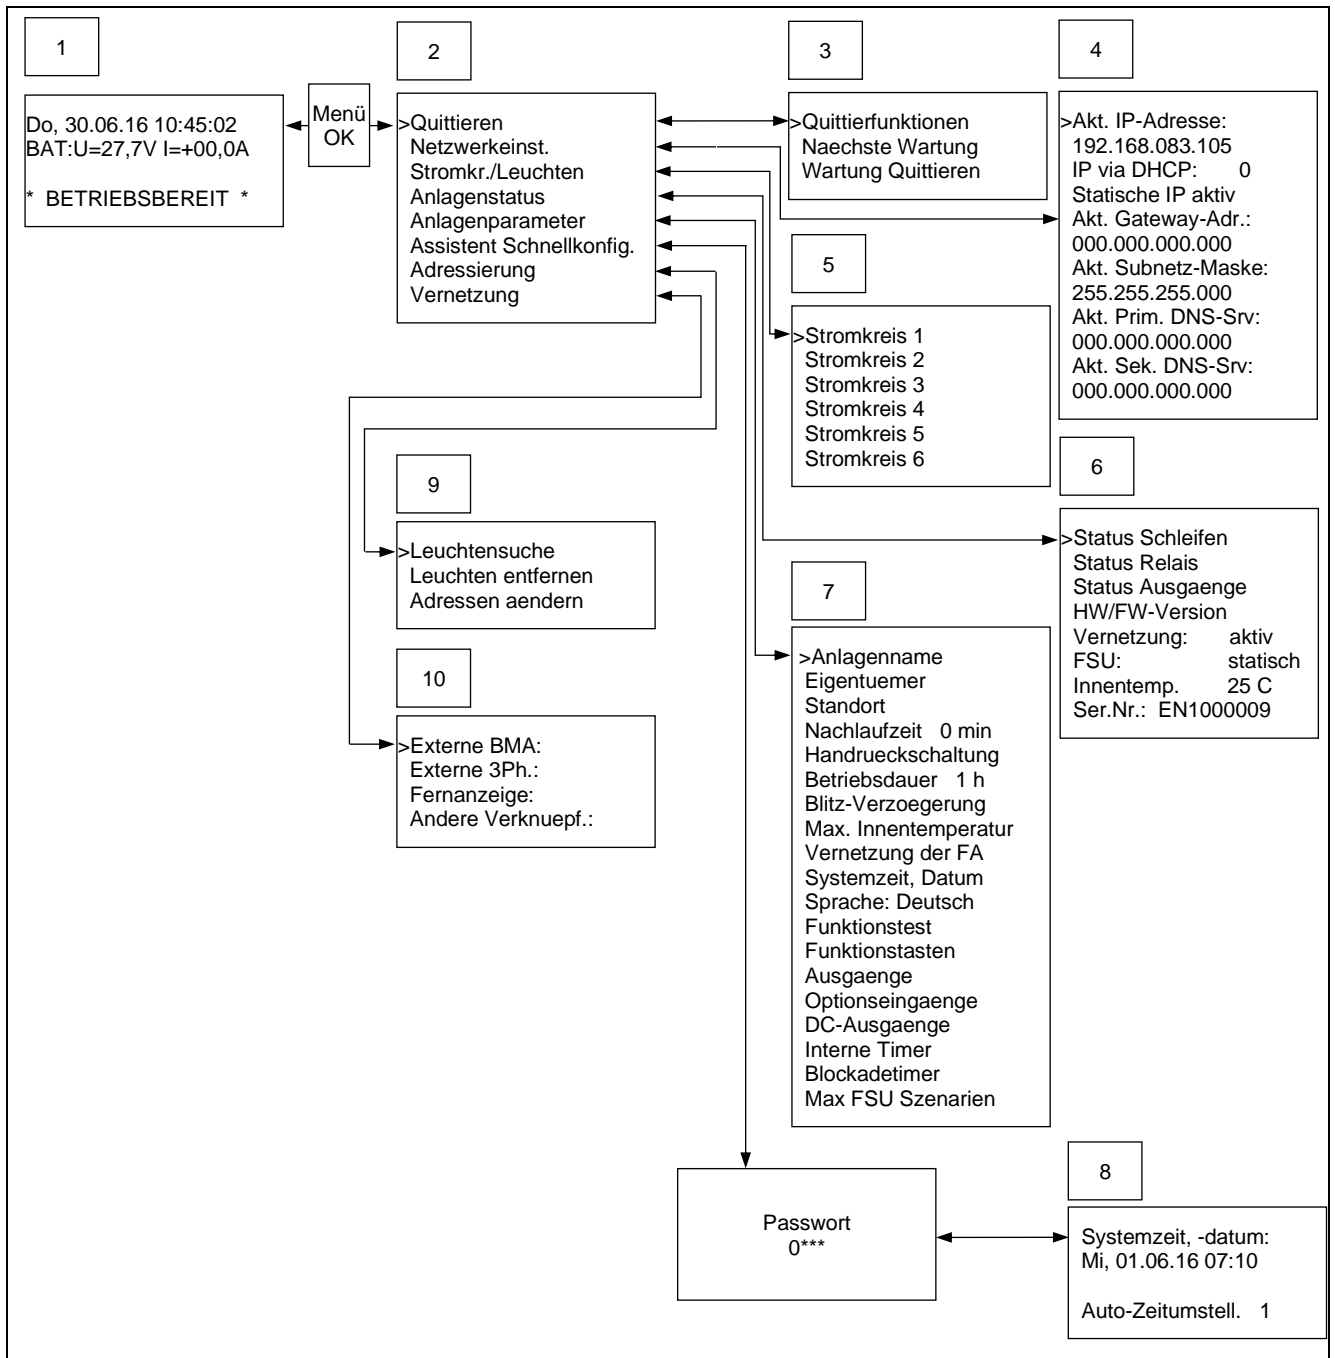 1
Do, 30.06.16 10:45:02
BAT:U=27,7V I=+00,0A
* BETRIEBSBEREIT *
Menü
OK
2
>Quittieren
Netzwerkeinst.
Stromkr./Leuchten
Anlagenstatus
Anlagenparameter
Assistent Schnellkonfig.
Adressierung
Vernetzung
3
>Quittierfunktionen
Naechste Wartung
Wartung Quittieren
4
>Akt. IP-Adresse:
192.168.083.105
IP via DHCP: 0
Statische IP aktiv
Akt. Gateway-Adr.:
000.000.000.000
Akt. Subnetz-Maske:
255.255.255.000
Akt. Prim. DNS-Srv:
000.000.000.000
Akt. Sek. DNS-Srv:
000.000.000.000
5
>Stromkreis 1
Stromkreis 2
Stromkreis 3
Stromkreis 4
Stromkreis 5
Stromkreis 6
6
>Status Schleifen
Status Relais
Status Ausgaenge
HW/FW-Version
Vernetzung: aktiv
FSU: statisch
Innentemp. 25 C
Ser.Nr.: EN1000009
7
>Anlagenname
Eigentuemer
Standort
Nachlaufzeit 0 min
Handrueckschaltung
Betriebsdauer 1 h
Blitz-Verzoegerung
Max. Innentemperatur
Vernetzung der FA
Systemzeit, Datum
Sprache: Deutsch
Funktionstest
Funktionstasten
Ausgaenge
Optionseingaenge
DC-Ausgaenge
Interne Timer
Blockadetimer
Max FSU Szenarien
Passwort
0***
8
Systemzeit, -datum:
Mi, 01.06.16 07:10
Auto-Zeitumstell. 1
9
>Leuchtensuche
Leuchten entfernen
Adressen aendern
10
>Externe BMA:
Externe 3Ph.:
Fernanzeige:
Andere Verknuepf.: